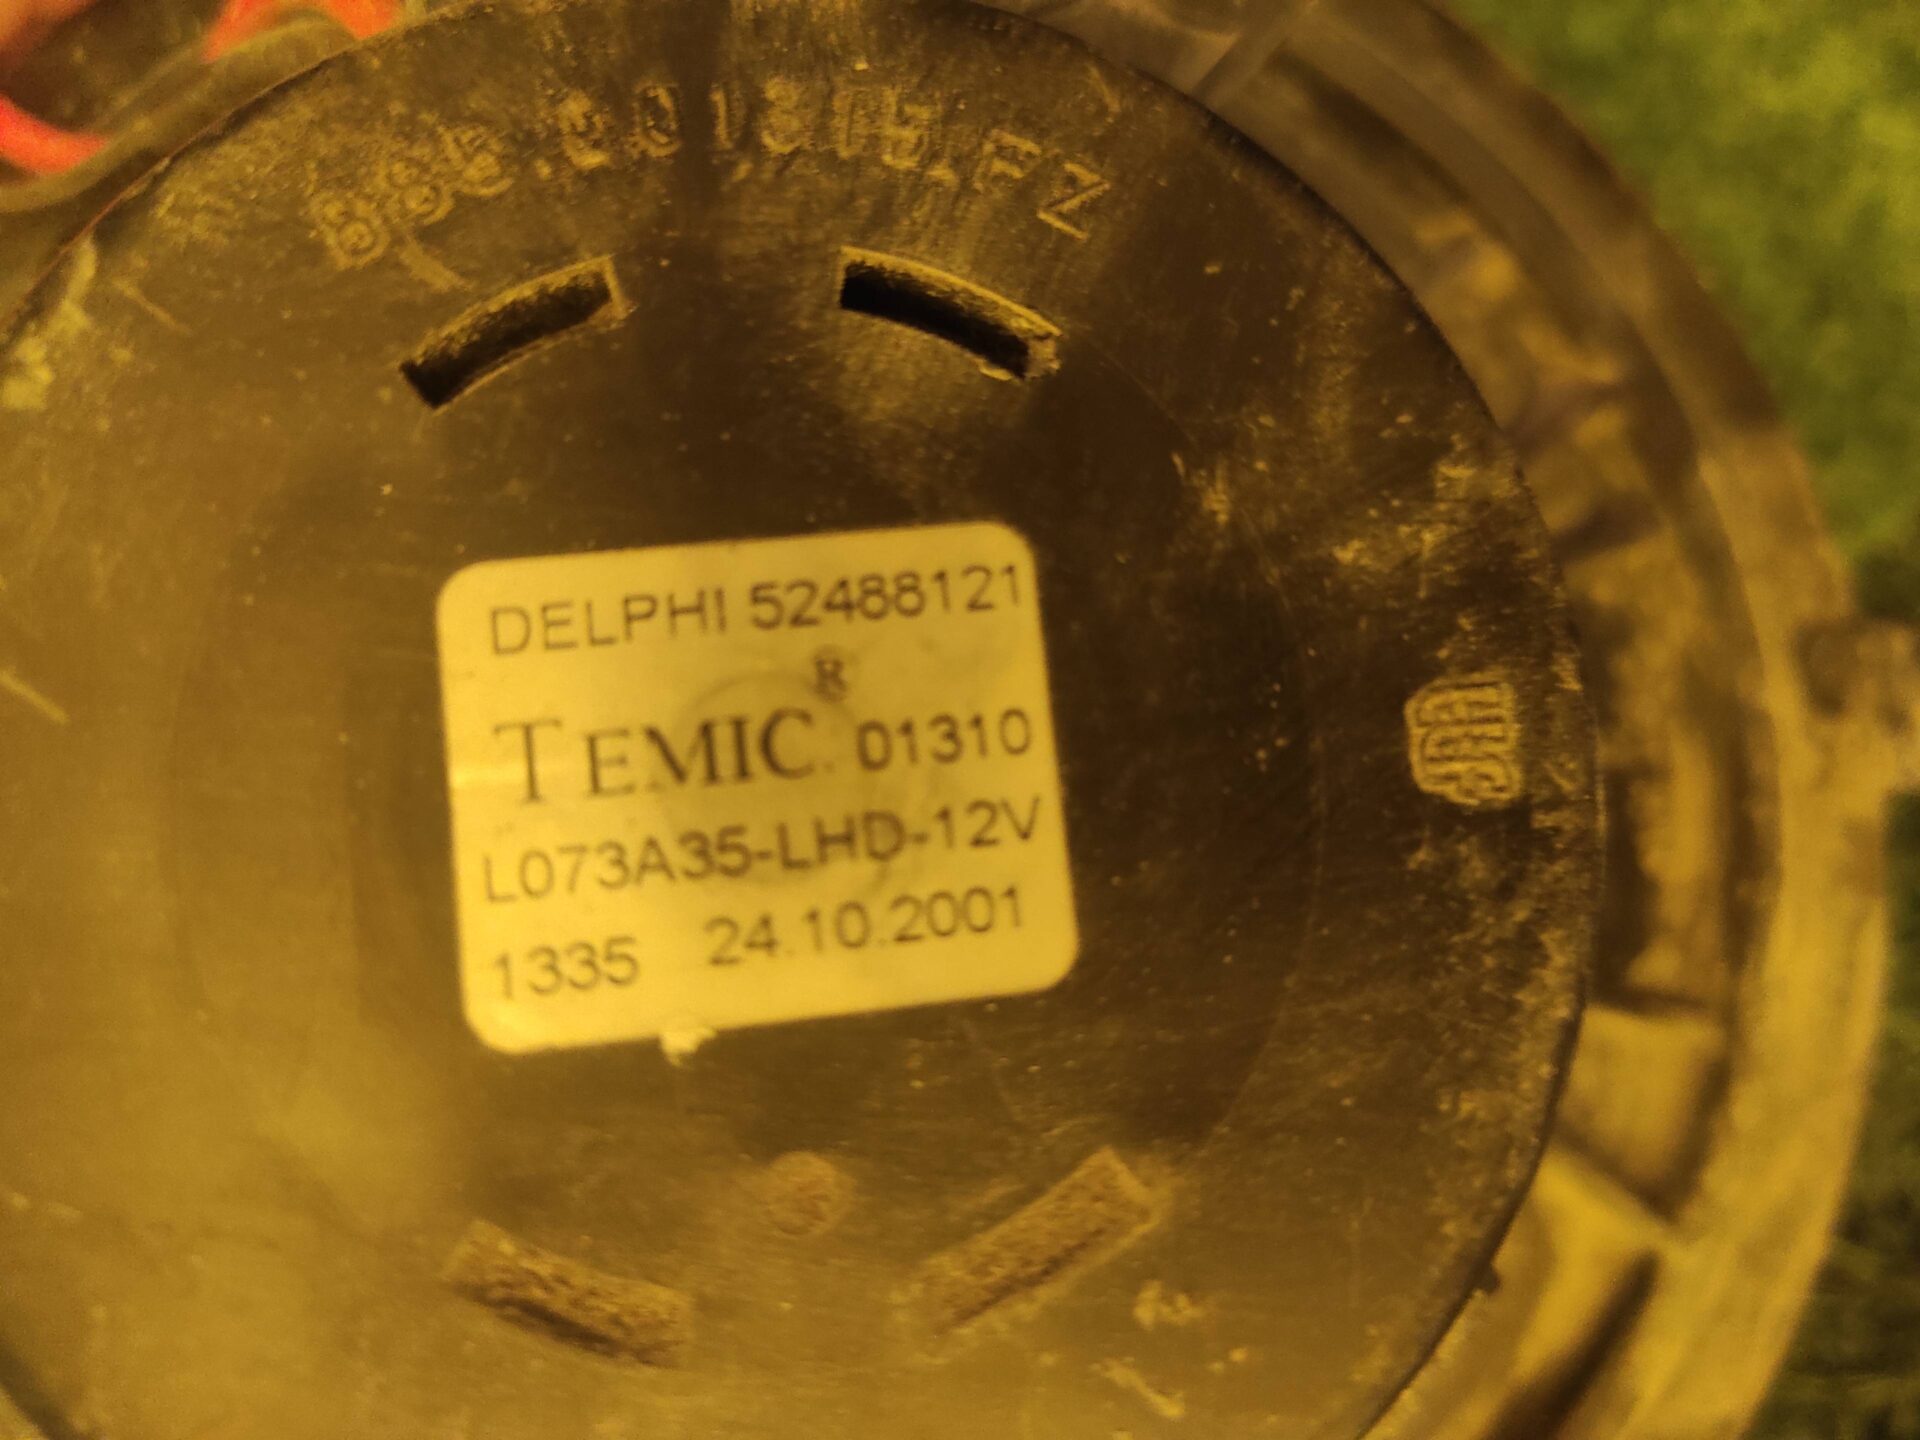 DELPHI 52488121
®
TEMIC 01310
L073A35-LHD-12V
1335 24.10.2001